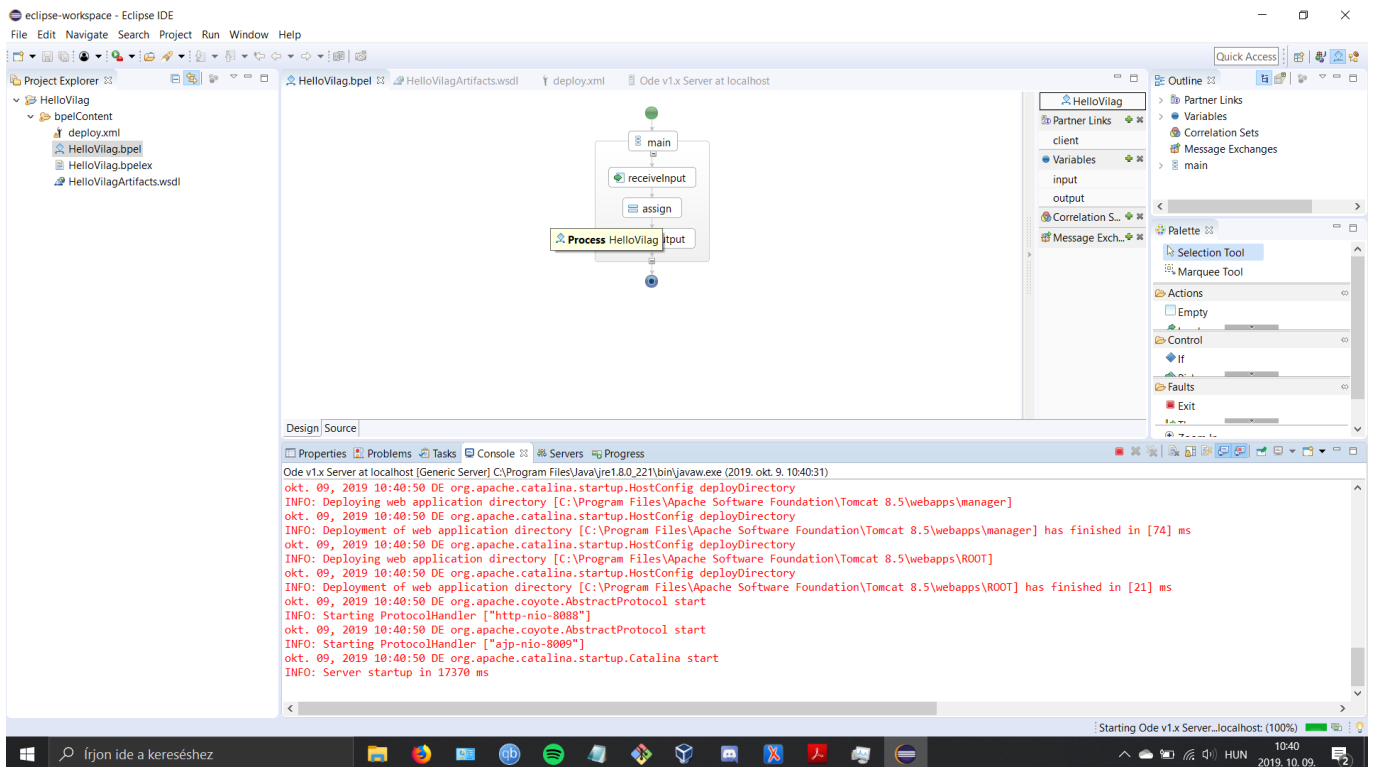 eclipse-workspace - Eclipse IDE
File Edit Navigate Search Project Run Window Help
Quick Access
Project Explorer
HelloVilag
bpelContent
deploy.xml
HelloVilag.bpel
HelloVilag.bpelex
HelloVilagArtifacts.wsdl
HelloVilag.bpel HelloVilagArtifacts.wsdl deploy.xml Ode v1.x Server at localhost
main
receiveInput
assign
Process HelloVilag
Design Source
HelloVilag
Partner Links
client
Variables
input
output
Correlation S...
Message Exch...
Outline
Partner Links
Variables
Correlation Sets
Message Exchanges
main
Palette
Selection Tool
Marquee Tool
Actions
Empty
Control
If
Faults
Exit
Properties Problems Tasks Console Servers Progress
Ode v1.x Server at localhost [Generic Server] C:\Program Files\Java\jre1.8.0_221\bin\javaw.exe (2019. okt. 9. 10:40:31)
okt. 09, 2019 10:40:50 DE org.apache.catalina.startup.HostConfig deployDirectory
INFO: Deploying web application directory [C:\Program Files\Apache Software Foundation\Tomcat 8.5\webapps\manager]
okt. 09, 2019 10:40:50 DE org.apache.catalina.startup.HostConfig deployDirectory
INFO: Deployment of web application directory [C:\Program Files\Apache Software Foundation\Tomcat 8.5\webapps\manager] has finished in [74] ms
okt. 09, 2019 10:40:50 DE org.apache.catalina.startup.HostConfig deployDirectory
INFO: Deploying web application directory [C:\Program Files\Apache Software Foundation\Tomcat 8.5\webapps\ROOT]
okt. 09, 2019 10:40:50 DE org.apache.catalina.startup.HostConfig deployDirectory
INFO: Deployment of web application directory [C:\Program Files\Apache Software Foundation\Tomcat 8.5\webapps\ROOT] has finished in [21] ms
okt. 09, 2019 10:40:50 DE org.apache.coyote.AbstractProtocol start
INFO: Starting ProtocolHandler ["http-nio-8088"]
okt. 09, 2019 10:40:50 DE org.apache.coyote.AbstractProtocol start
INFO: Starting ProtocolHandler ["ajp-nio-8009"]
okt. 09, 2019 10:40:50 DE org.apache.catalina.startup.Catalina start
INFO: Server startup in 17370 ms
Starting Ode v1.x Server...localhost: (100%)
Írjon ide a kereséshez
HUN
10:40
2019. 10. 09.